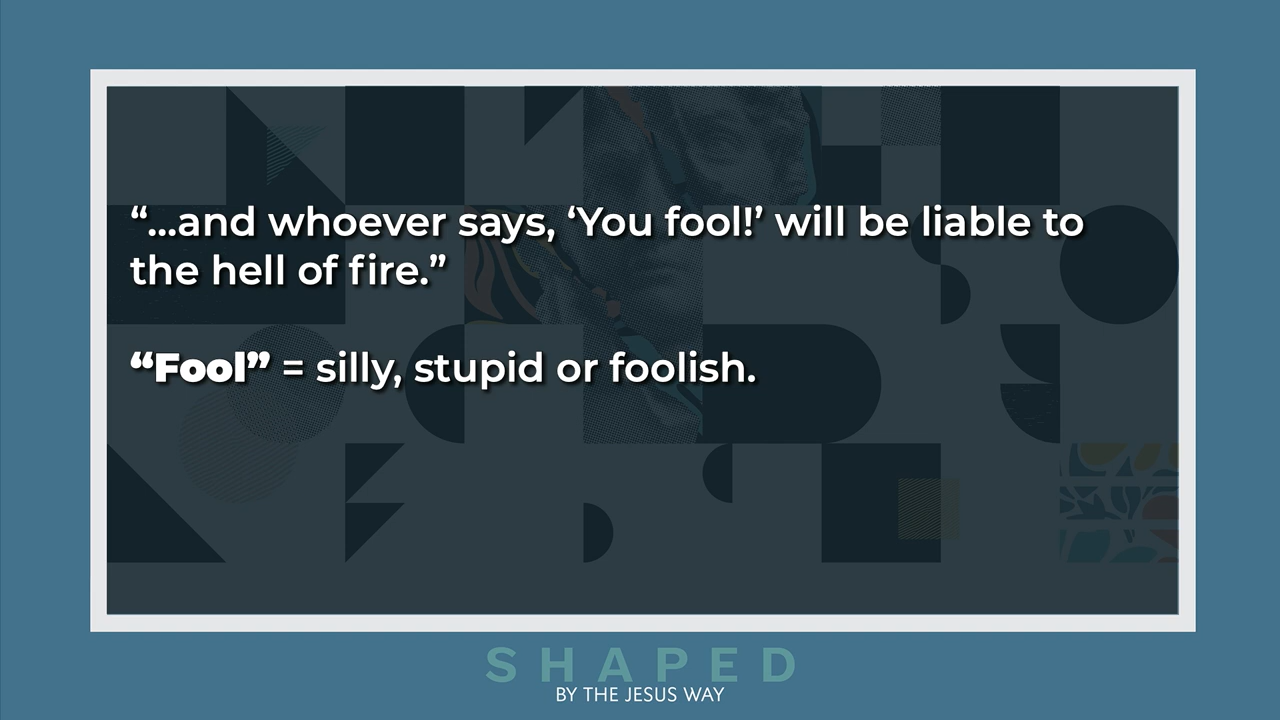 “...and whoever says, ‘You fool!’ will be liable to
the hell of fire.”
“Fool” = silly, stupid or foolish.
SHAPED
BY THE JESUS WAY